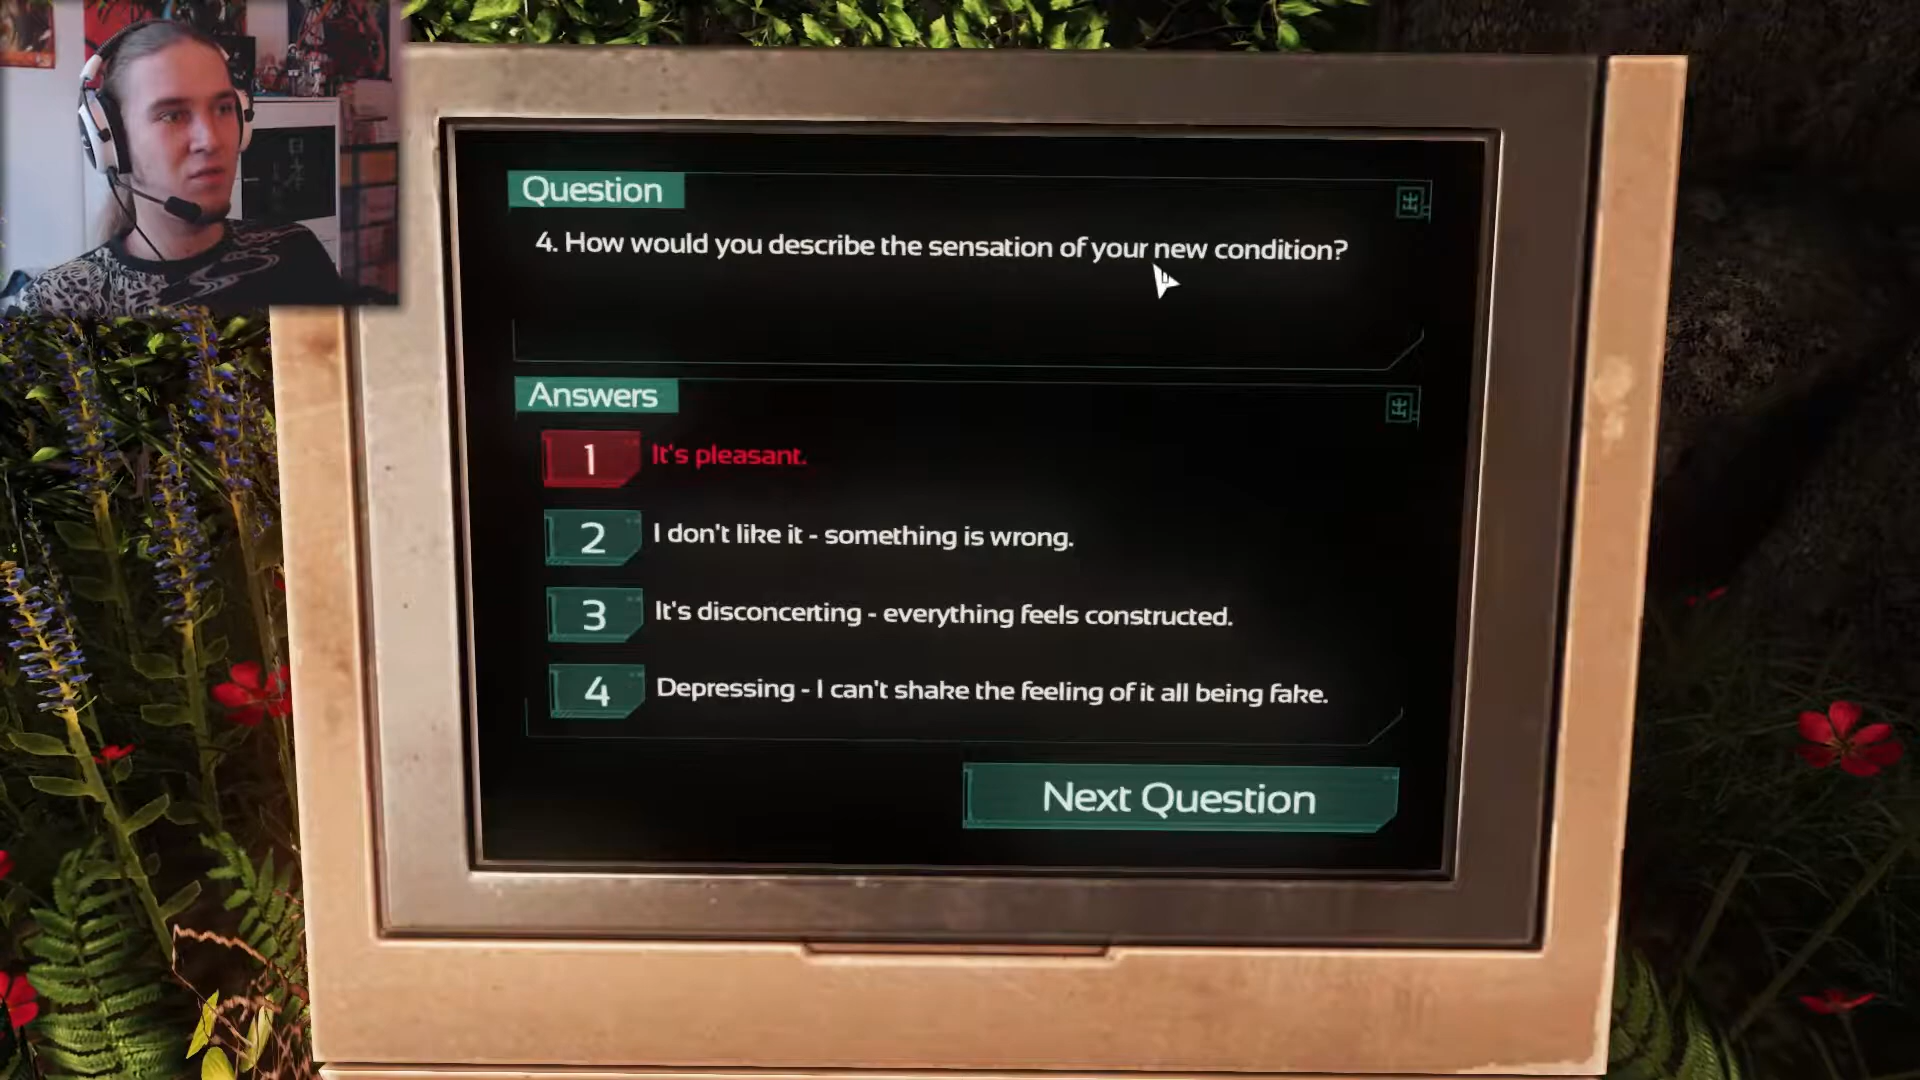 Question
4. How would you describe the sensation of your new condition?
Answers
1 It's pleasant.
2 I don't like it - something is wrong.
3 It's disconcerting - everything feels constructed.
4 Depressing - I can't shake the feeling of it all being fake.
Next Question